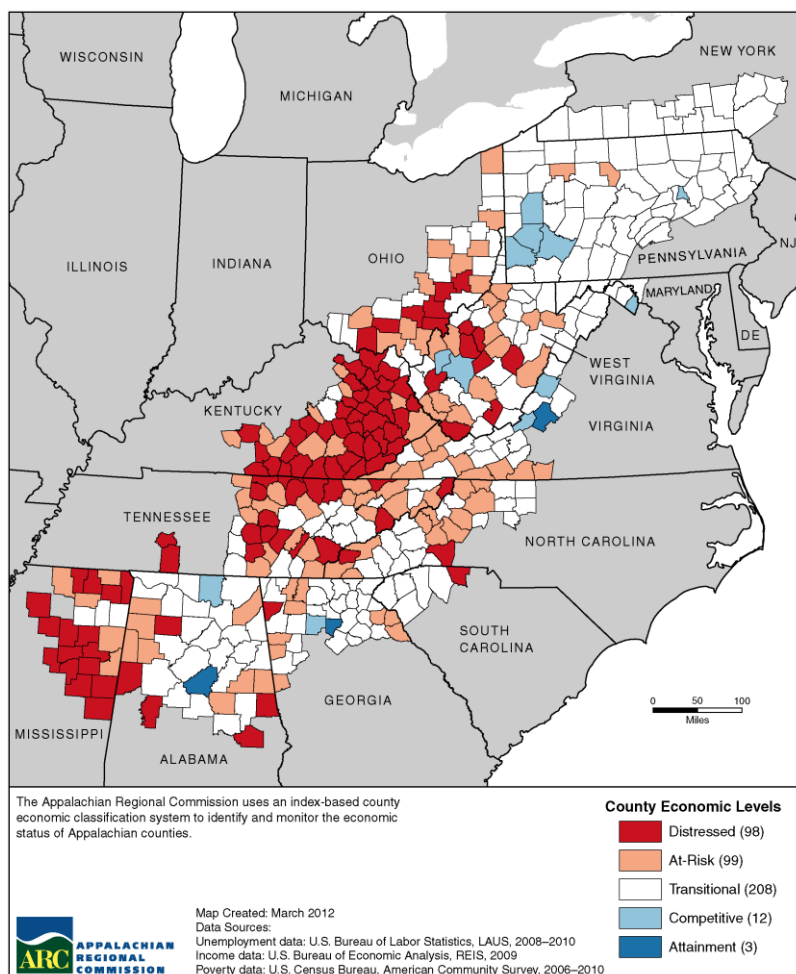 WISCONSIN
NEW YORK
MICHIGAN
ILLINOIS
INDIANA
OHIO
PENNSYLVANIA
NJ
MARYLAND
DE
WEST
VIRGINIA
KENTUCKY
VIRGINIA
TENNESSEE
NORTH CAROLINA
SOUTH
CAROLINA
GEORGIA
MISSISSIPPI
ALABAMA
0 50 100
Miles
The Appalachian Regional Commission uses an index-based county
economic classification system to identify and monitor the economic
status of Appalachian counties.
County Economic Levels
Distressed (98)
At-Risk (99)
Transitional (208)
Competitive (12)
Attainment (3)
ARC
APPALACHIAN
REGIONAL
COMMISSION
Map Created: March 2012
Data Sources:
Unemployment data: U.S. Bureau of Labor Statistics, LAUS, 2008–2010
Income data: U.S. Bureau of Economic Analysis, REIS, 2009
Poverty data: U.S. Census Bureau, American Community Survey, 2006–2010